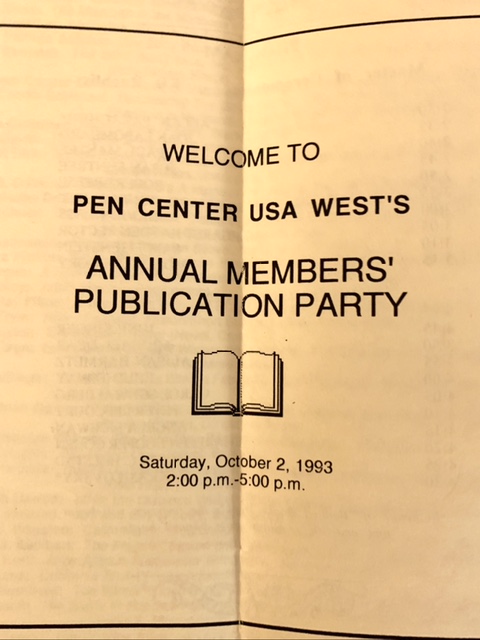 WELCOME TO
PEN CENTER USA WEST'S
ANNUAL MEMBERS'
PUBLICATION PARTY
Saturday, October 2, 1993
2:00 p.m.-5:00 p.m.